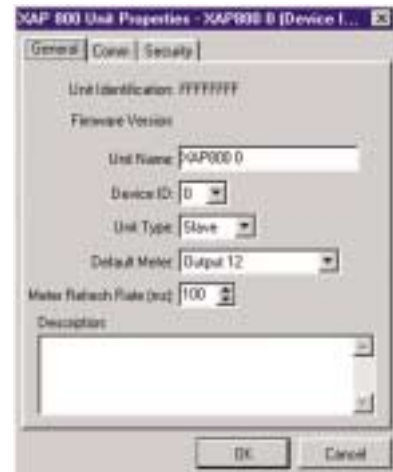 XAP 800 Unit Properties - XAP800 0 (Device I...
General Comm Security
Unit Identification: FFFFFFFF
Firmware Version
Unit Name: XAP800 0
Device ID: 0
Unit Type: Slave
Default Meter: Output 12
Meter Refresh Rate (ms): 100
Description:
OK Cancel